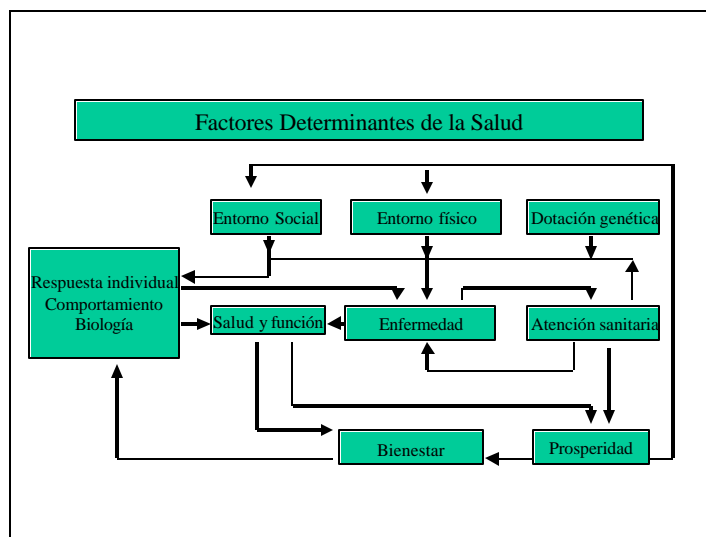 Factores Determinantes de la Salud
Entorno Social
Entorno físico
Dotación genética
Respuesta individual
Comportamiento
Biología
Salud y función
Enfermedad
Atención sanitaria
Bienestar
Prosperidad